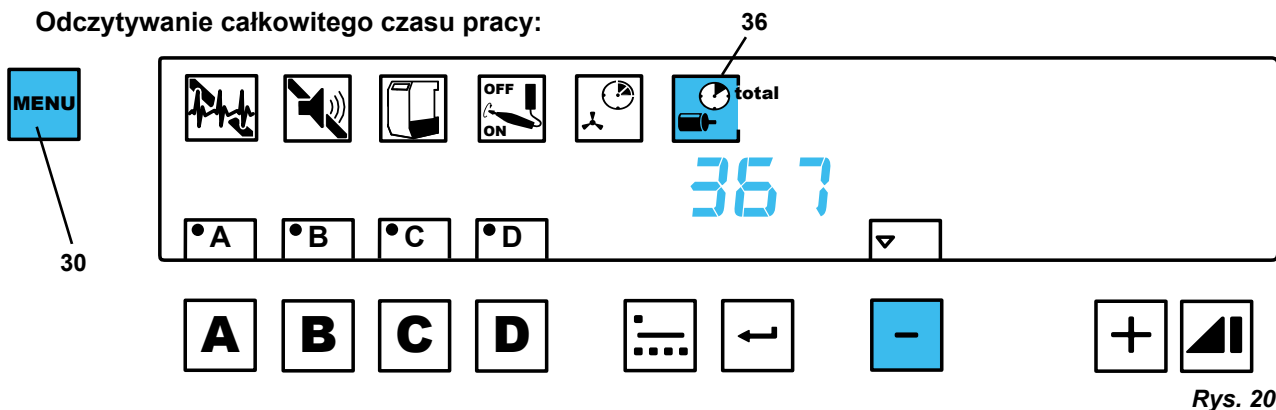 Odczytywanie całkowitego czasu pracy:
36
MENU
OFF
ON
total
367
A B C D
30
A B C D
Rys. 20